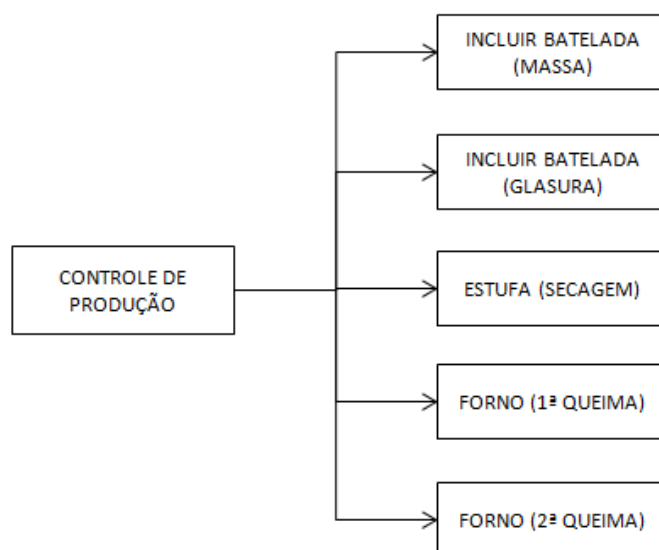 INCLUIR BATELADA
(MASSA)
INCLUIR BATELADA
(GLASURA)
CONTROLE DE
PRODUÇÃO
ESTUFA (SECAGEM)
FORNO (1ª QUEIMA)
FORNO (2ª QUEIMA)